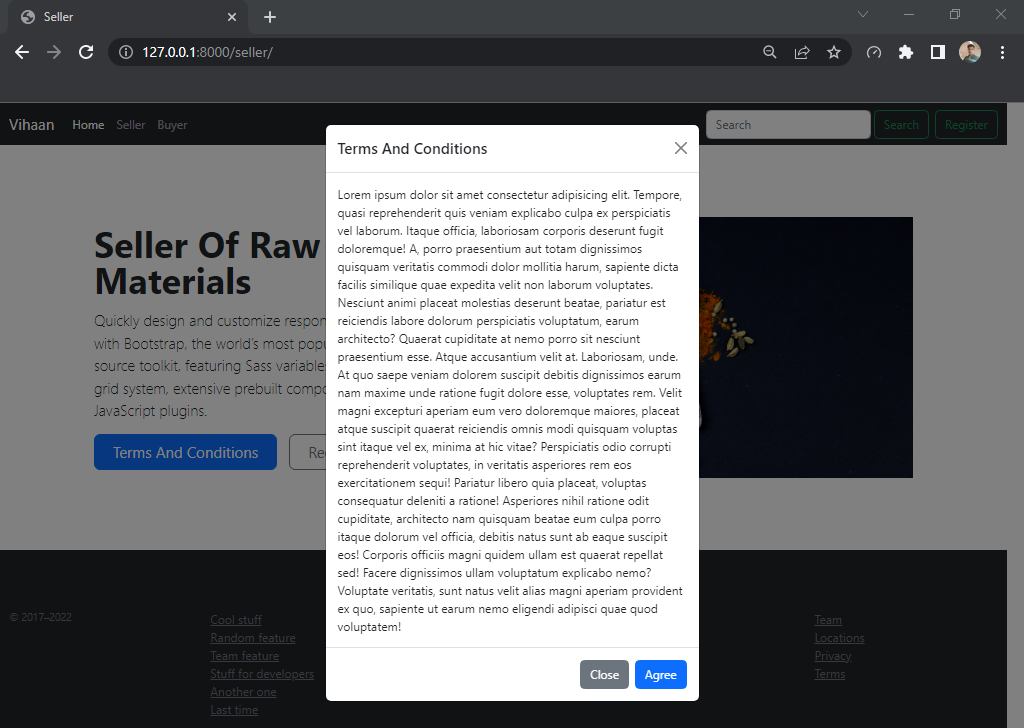 Seller
127.0.0.1:8000/seller/
Vihaan Home Seller Buyer Search Search Register
Terms And Conditions
Lorem ipsum dolor sit amet consectetur adipisicing elit. Tempore,
quasi reprehenderit quis veniam explicabo culpa ex perspiciatis
vel laborum. Itaque officia, laboriosam corporis deserunt fugit
doloremque! A, porro praesentium aut totam dignissimos
quisquam veritatis commodi dolor mollitia harum, sapiente dicta
facilis similique quae expedita velit non laborum voluptates.
Nesciunt animi placeat molestias deserunt beatae, pariatur est
reiciendis labore dolorum perspiciatis voluptatum, earum
architecto? Quaerat cupiditate at nemo porro sit nesciunt
praesentium esse. Atque accusantium velit at. Laboriosam, unde.
At quo saepe veniam dolorem suscipit debitis dignissimos earum
nam maxime unde ratione fugit dolore esse, voluptates rem. Velit
magni excepturi aperiam eum vero doloremque maiores, placeat
atque suscipit quaerat reiciendis omnis modi quisquam voluptas
sint itaque vel ex, minima at hic vitae? Perspiciatis odio corrupti
reprehenderit voluptates, in veritatis asperiores rem eos
exercitationem sequi! Pariatur libero quia placeat, voluptas
consequatur deleniti a ratione! Asperiores nihil ratione odit
cupiditate, architecto nam quisquam beatae eum culpa porro
itaque dolorum vel officia, debitis natus sunt ab eaque suscipit
eos! Corporis officiis magni quidem ullam est quaerat repellat
sed! Facere dignissimos ullam voluptatum explicabo nemo?
Voluptate veritatis, sunt natus velit alias magni aperiam provident
ex quo, sapiente ut earum nemo eligendi adipisci quae quod
voluptatem!
Close Agree
Seller Of Raw
Materials
Quickly design and customize respon
with Bootstrap, the world's most popu
source toolkit, featuring Sass variables
grid system, extensive prebuilt compo
JavaScript plugins.
Terms And Conditions
© 2017–2022
Cool stuff
Random feature
Team feature
Stuff for developers
Another one
Last time
Team
Locations
Privacy
Terms